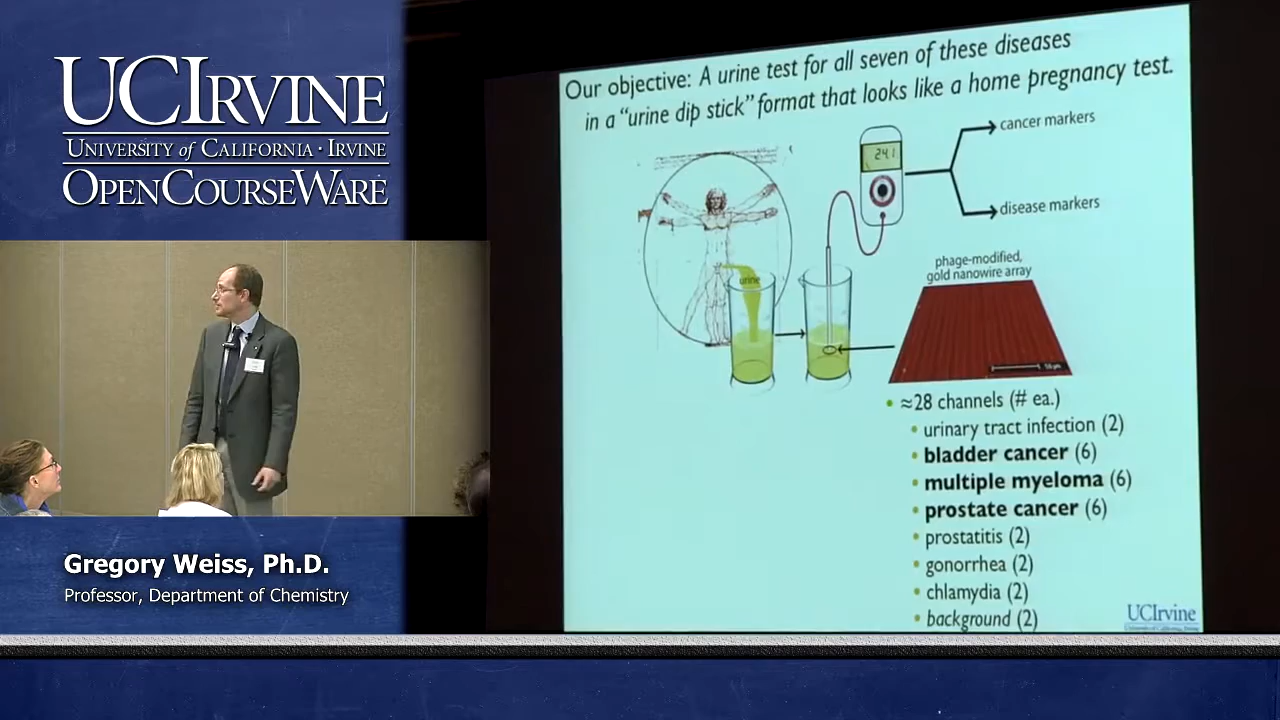 UCIRVINE
UNIVERSITY of CALIFORNIA · IRVINE
OPENCOURSEWARE
Gregory Weiss, Ph.D.
Professor, Department of Chemistry
Our objective: A urine test for all seven of these diseases
in a "urine dip stick" format that looks like a home pregnancy test.
24.1
cancer markers
disease markers
urine
phage-modified,
gold nanowire array
• ≈28 channels (# ea.)
• urinary tract infection (2)
• bladder cancer (6)
• multiple myeloma (6)
• prostate cancer (6)
• prostatitis (2)
• gonorrhea (2)
• chlamydia (2)
• background (2)
UCIrvine